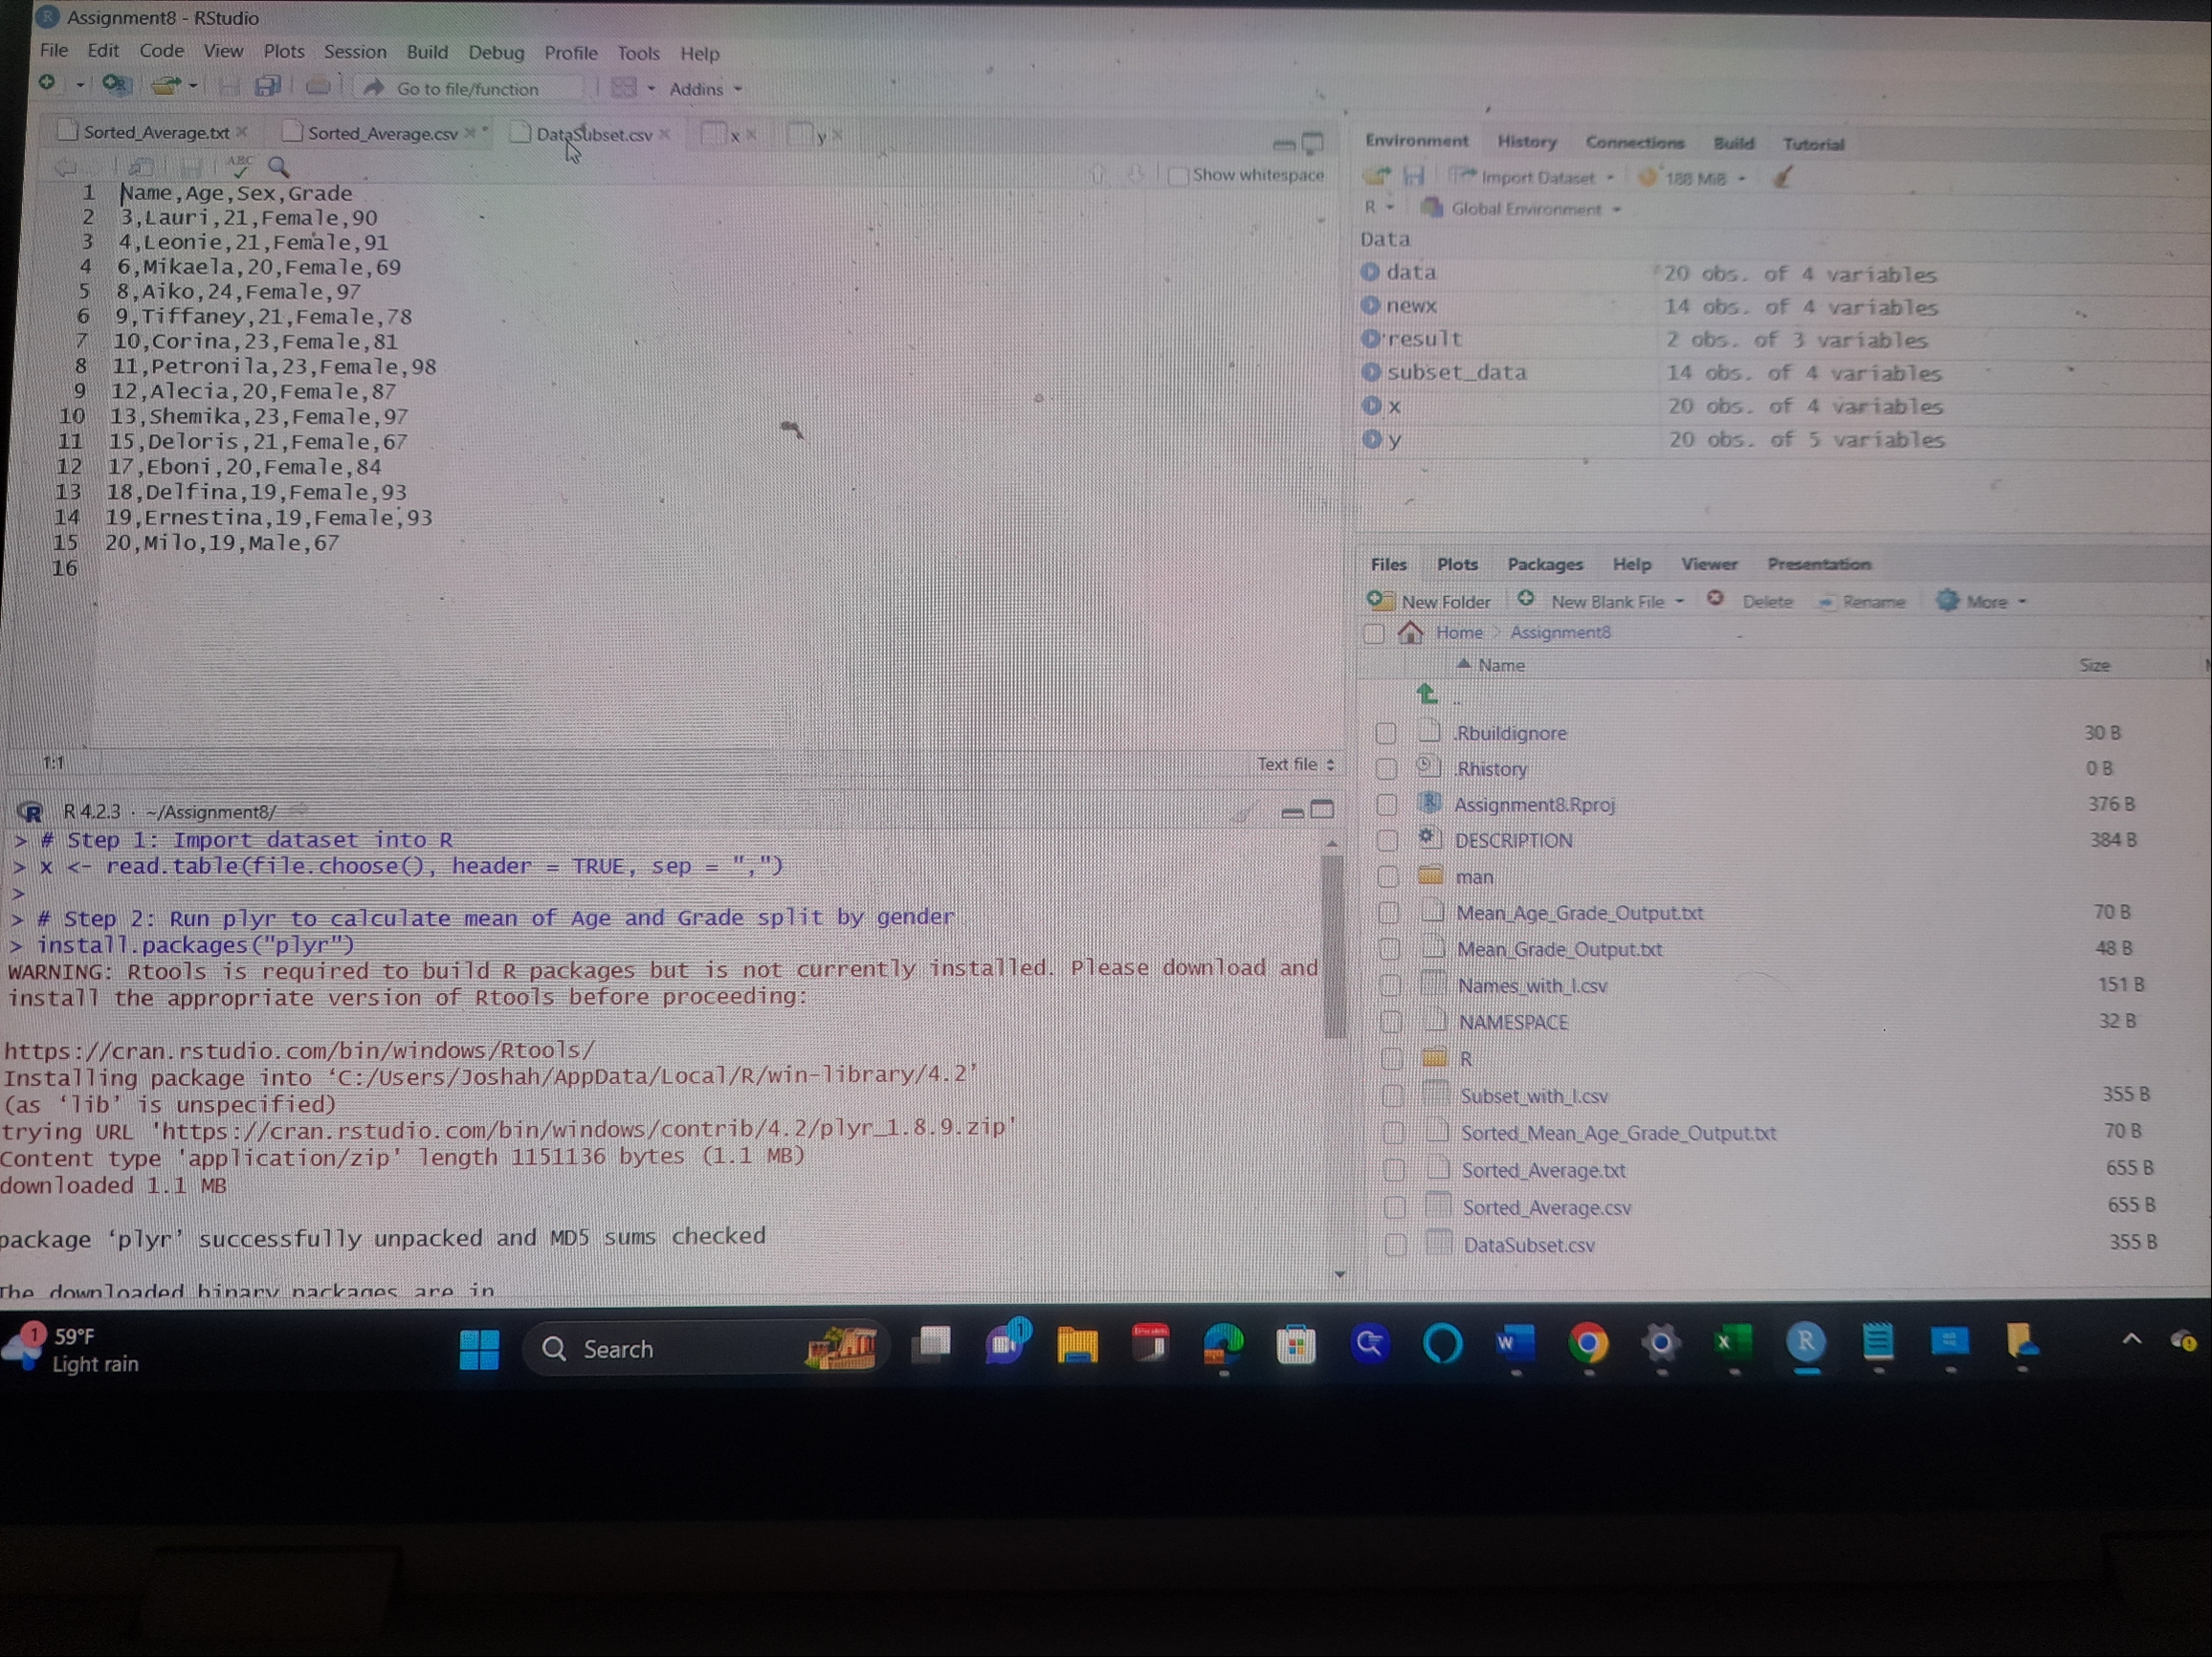 Assignment8 - RStudio
File Edit Code View Plots Session Build Debug Profile Tools Help
Go to file/function Addins
Sorted_Average.txt Sorted_Average.csv DataSubset.csv x y
ABC Show whitespace
1 Name,Age,Sex,Grade
2 3,Lauri,21,Female,90
3 4,Leonie,21,Female,91
4 6,Mikaela,20,Female,69
5 8,Aiko,24,Female,97
6 9,Tiffaney,21,Female,78
7 10,Corina,23,Female,81
8 11,Petronila,23,Female,98
9 12,Alecia,20,Female,87
10 13,Shemika,23,Female,97
11 15,Deloris,21,Female,67
12 17,Eboni,20,Female,84
13 18,Delfina,19,Female,93
14 19,Ernestina,19,Female,93
15 20,Milo,19,Male,67
16
1:1 Text file
R 4.2.3 · ~/Assignment8/
> # Step 1: Import dataset into R
> x <- read.table(file.choose(), header = TRUE, sep = ",")
>
> # Step 2: Run plyr to calculate mean of Age and Grade split by gender
> install.packages("plyr")
WARNING: Rtools is required to build R packages but is not currently installed. Please download and
install the appropriate version of Rtools before proceeding:
https://cran.rstudio.com/bin/windows/Rtools/
Installing package into ‘C:/Users/Joshah/AppData/Local/R/win-library/4.2’
(as ‘lib’ is unspecified)
trying URL 'https://cran.rstudio.com/bin/windows/contrib/4.2/plyr_1.8.9.zip'
Content type 'application/zip' length 1151136 bytes (1.1 MB)
downloaded 1.1 MB
package ‘plyr’ successfully unpacked and MD5 sums checked
The downloaded binary packages are in
Environment History Connections Build Tutorial
Import Dataset 188 MiB
R Global Environment
Data
data 20 obs. of 4 variables
newx 14 obs. of 4 variables
result 2 obs. of 3 variables
subset_data 14 obs. of 4 variables
x 20 obs. of 4 variables
y 20 obs. of 5 variables
Files Plots Packages Help Viewer Presentation
New Folder New Blank File Delete Rename More
Home Assignment8
Name Size
..
.Rbuildignore 30 B
.Rhistory 0 B
Assignment8.Rproj 376 B
DESCRIPTION 384 B
man
Mean_Age_Grade_Output.txt 70 B
Mean_Grade_Output.txt 48 B
Names_with_I.csv 151 B
NAMESPACE 32 B
R
Subset_with_I.csv 355 B
Sorted_Mean_Age_Grade_Output.txt 70 B
Sorted_Average.txt 655 B
Sorted_Average.csv 655 B
DataSubset.csv 355 B
1 59°F
Light rain
Search
1
W
X
R